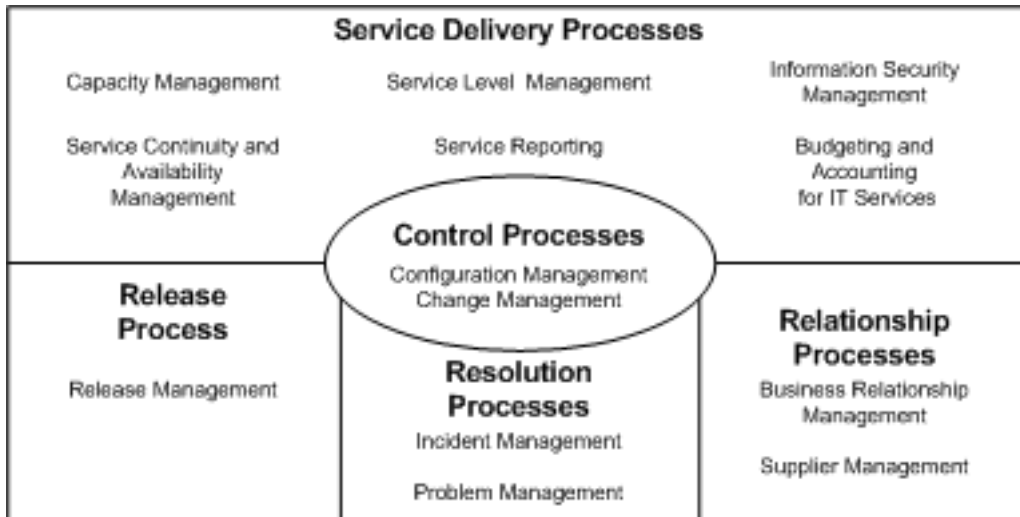 Service Delivery Processes
Capacity Management
Service Level Management
Information Security
Management
Service Continuity and
Availability
Management
Service Reporting
Budgeting and
Accounting
for IT Services
Control Processes
Configuration Management
Change Management
Release
Process
Release Management
Resolution
Processes
Incident Management
Problem Management
Relationship
Processes
Business Relationship
Management
Supplier Management